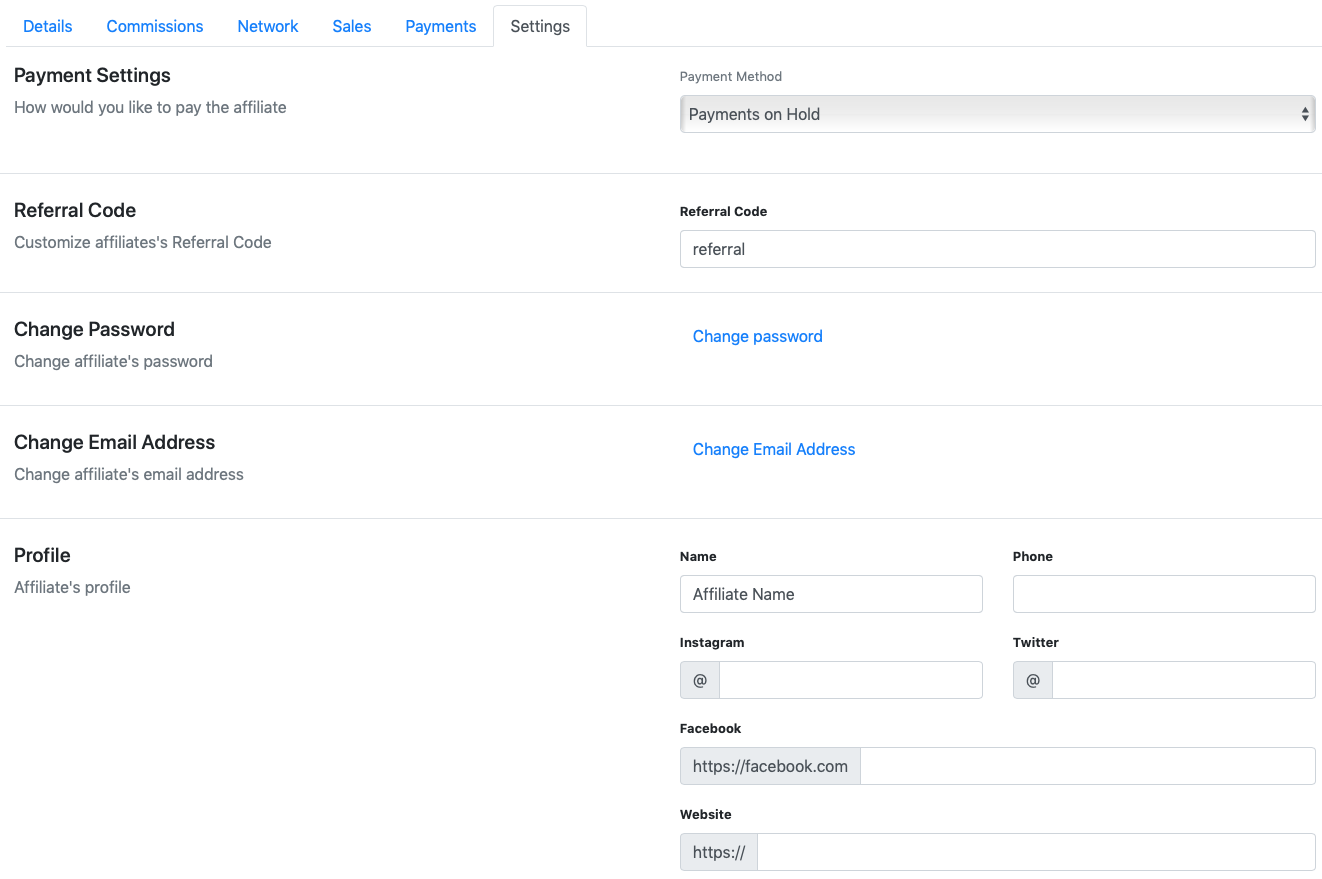 Details Commissions Network Sales Payments Settings
Payment Settings
How would you like to pay the affiliate
Payment Method
Payments on Hold
Referral Code
Customize affiliates's Referral Code
Referral Code
referral
Change Password
Change affiliate's password
Change password
Change Email Address
Change affiliate's email address
Change Email Address
Profile
Affiliate's profile
Name
Affiliate Name
Phone
Instagram
@
Twitter
@
Facebook
https://facebook.com
Website
https://